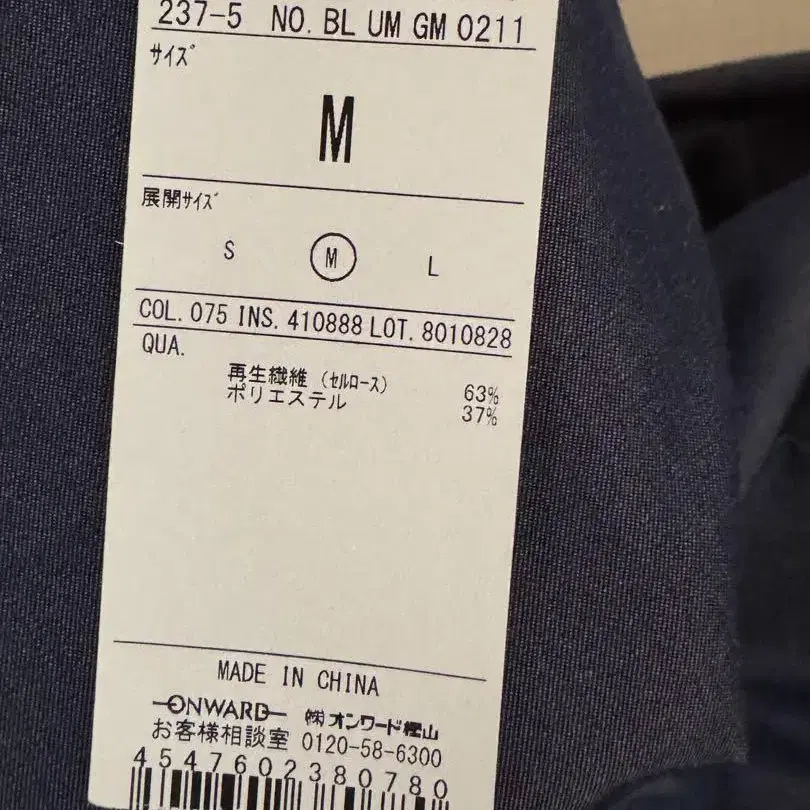 237-5 NO. BL UM GM 0211
サイズ
M
展開サイズ
S M L
COL. 075 INS. 410888 LOT. 8010828
QUA.
再生繊維 (セルロース) 63%
ポリエステル 37%
MADE IN CHINA
ONWARD ㈱オンワード樫山
お客様相談室 0120-58-6300
4547602380780